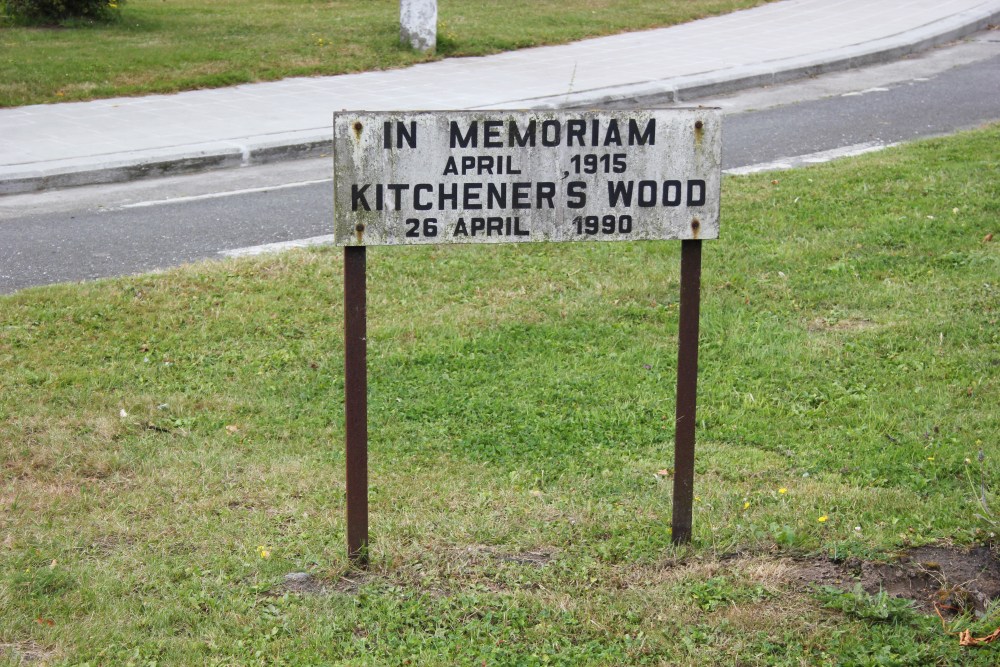 IN MEMORIAM
APRIL ,1915
KITCHENER'S WOOD
26 APRIL 1990